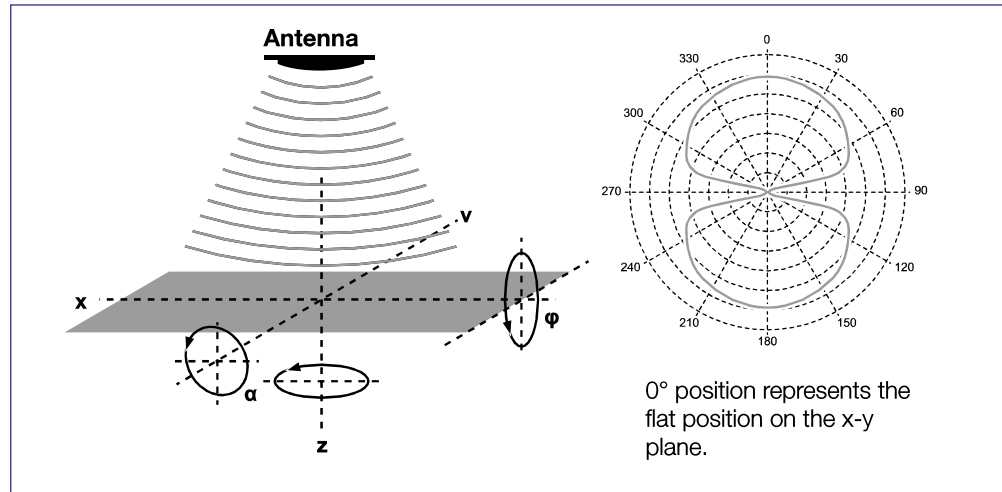 Antenna
v
x
φ
α
z
0
30
60
90
120
150
180
210
240
270
300
330
0° position represents the
flat position on the x-y
plane.